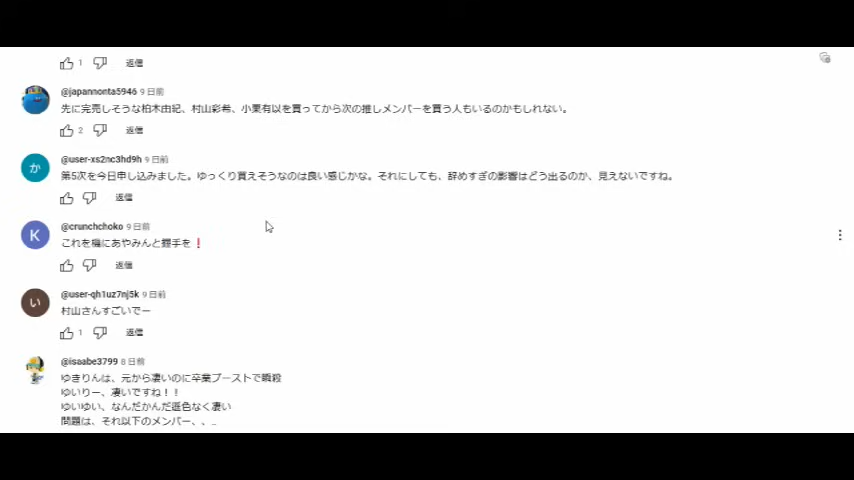 1 返信
@japannonta5946 9 日前
先に完売しそうな柏木由紀、村山彩希、小栗有以を買ってから次の推しメンバーを買う人もいるのかもしれない。
2 返信
か
@user-xs2nc3hd9h 9 日前
第5次を今日申し込みました。ゆっくり買えそうなのは良い感じかな。それにしても、辞めすぎの影響はどう出るのか、見えないですね。
返信
K
@crunchchoko 9 日前
これを機にあやみんと握手を❗
返信
い
@user-qh1uz7nj5k 9 日前
村山さんすごいでー
1 返信
@isaabe3799 8 日前
ゆきりんは、元から凄いのに卒業ブーストで瞬殺
ゆいりー、凄いですね！！
ゆいゆい、なんだかんだ遜色なく凄い
問題は、それ以下のメンバー、、_